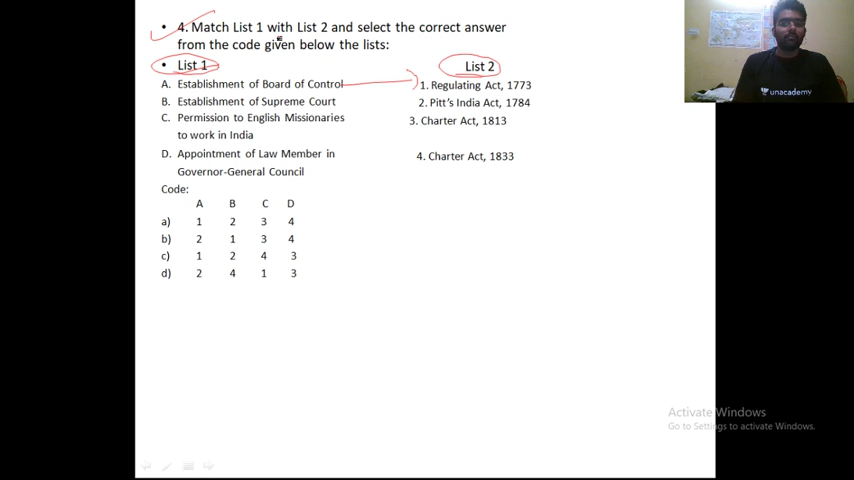 • 4. Match List 1 with List 2 and select the correct answer
from the code given below the lists:
• List 1
List 2
A. Establishment of Board of Control
1. Regulating Act, 1773
B. Establishment of Supreme Court
2. Pitt's India Act, 1784
C. Permission to English Missionaries
to work in India
3. Charter Act, 1813
D. Appointment of Law Member in
Governor-General Council
4. Charter Act, 1833
Code:
A B C D
a) 1 2 3 4
b) 2 1 3 4
c) 1 2 4 3
d) 2 4 1 3
unacademy
Activate Windows
Go to Settings to activate Windows.